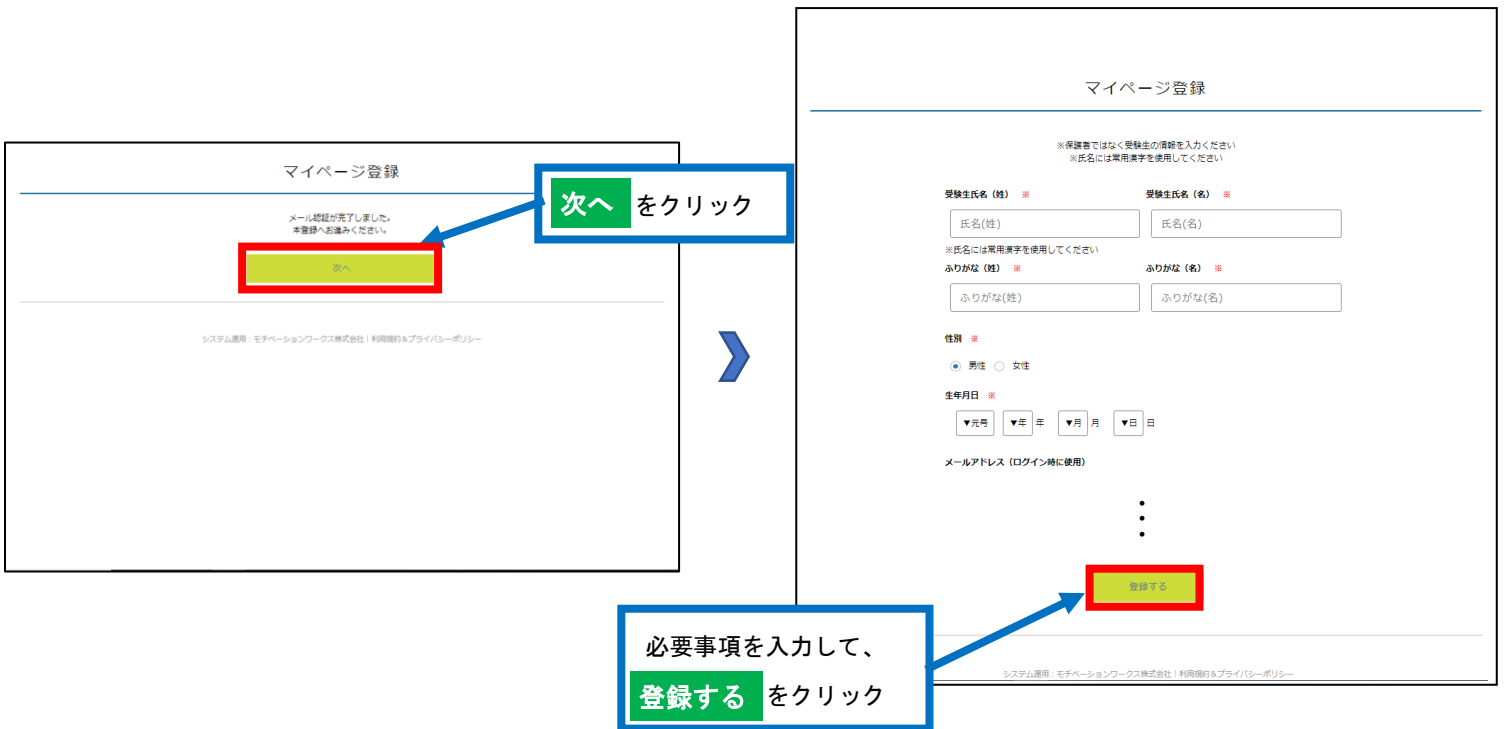 マイページ登録
メール認証が完了しました。
本登録へお進みください。
次へ
システム運用：モチベーションワークス株式会社｜利用規約＆プライバシーポリシー
次へ をクリック
マイページ登録
※保護者ではなく受験生の情報を入力ください
※氏名には常用漢字を使用してください
受験生氏名（姓） ※ 受験生氏名（名） ※
氏名(姓) 氏名(名)
※氏名には常用漢字を使用してください
ふりがな（姓） ※ ふりがな（名） ※
ふりがな(姓) ふりがな(名)
性別 ※
男性 女性
生年月日 ※
▼元号 ▼年 年 ▼月 月 ▼日 日
メールアドレス（ログイン時に使用）
登録する
システム運用：モチベーションワークス株式会社｜利用規約＆プライバシーポリシー
必要事項を入力して、
登録する をクリック